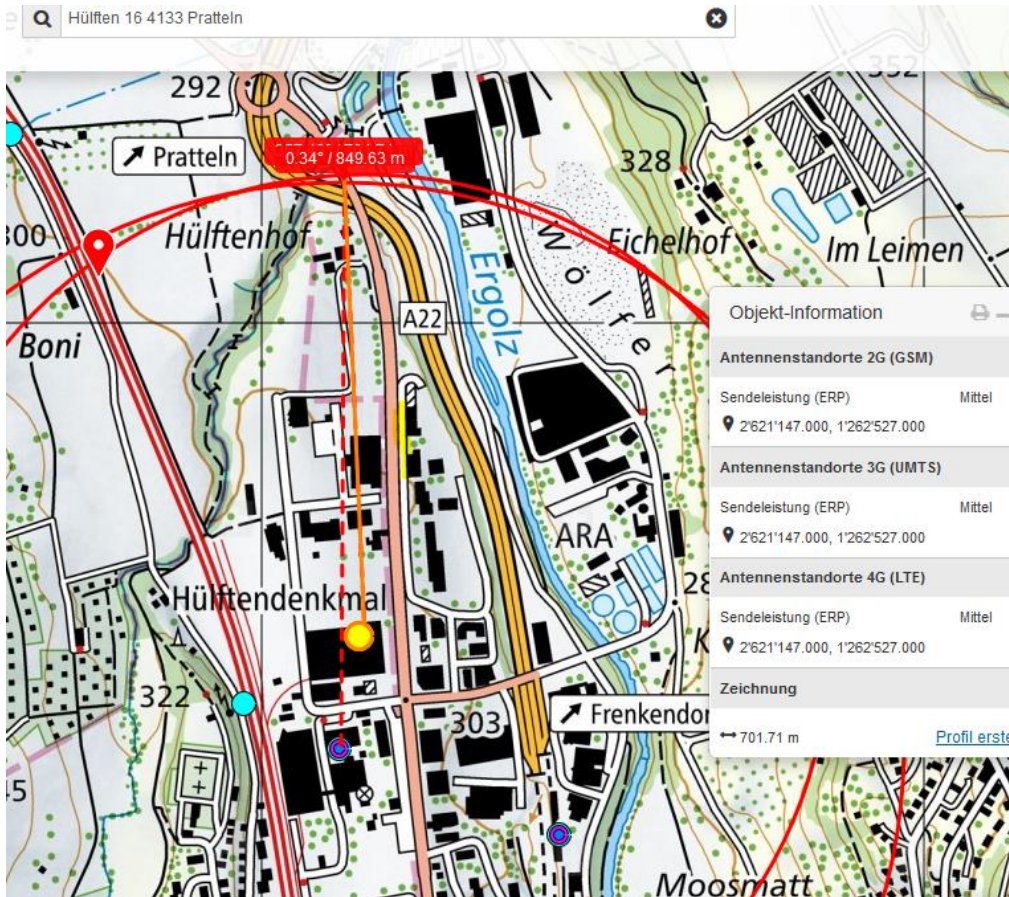 Hülften 16 4133 Pratteln
292
352
Pratteln
0.34° / 849.63 m
328
Hülftenhof
Wölfer
Eichelhof
Im Leimen
Ergolz
A22
Boni
Objekt-Information
Antennenstandorte 2G (GSM)
Sendeleistung (ERP) Mittel
2'621'147.000, 1'262'527.000
Antennenstandorte 3G (UMTS)
Sendeleistung (ERP) Mittel
2'621'147.000, 1'262'527.000
ARA
Antennenstandorte 4G (LTE)
Hülftendenkmal
28
Sendeleistung (ERP) Mittel
2'621'147.000, 1'262'527.000
K
322
Zeichnung
303
Frenkendor
701.71 m Profil erste
Moosmatt